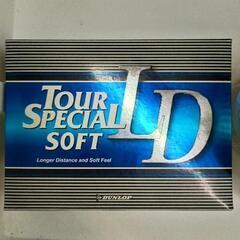 TOUR
SPECIAL
SOFT
LD
Longer Distance and Soft Feel
DUNLOP